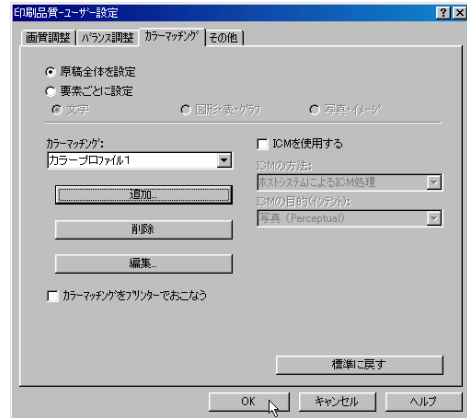 印刷品質-ユーザー設定
画質調整 バランス調整 カラーマッチング その他
原稿全体を設定
要素ごとに設定
文字 図形・表・グラフ 写真・イメージ
カラーマッチング:
カラープロファイル1
追加...
削除
編集...
カラーマッチングをプリンターでおこなう
ICMを使用する
ICMの方法:
ホストシステムによるICM処理
ICMの目的(インテント):
写真 (Perceptual)
標準に戻す
OK キャンセル ヘルプ